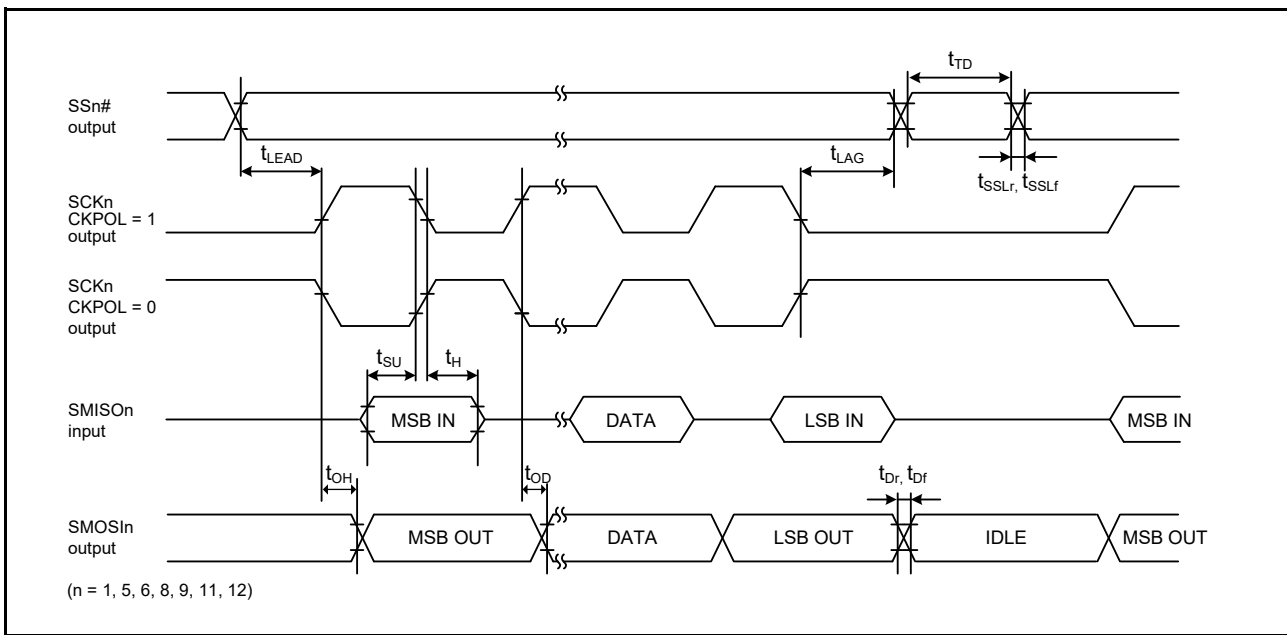 tTD
SSn#
output
tLEAD
tLAG
tSSLr, tSSLf
SCKn
CKPOL = 1
output
SCKn
CKPOL = 0
output
tSU
tH
SMISOn
input
MSB IN
DATA
LSB IN
MSB IN
tOH
tOD
tDr, tDf
SMOSIn
output
MSB OUT
DATA
LSB OUT
IDLE
MSB OUT
(n = 1, 5, 6, 8, 9, 11, 12)